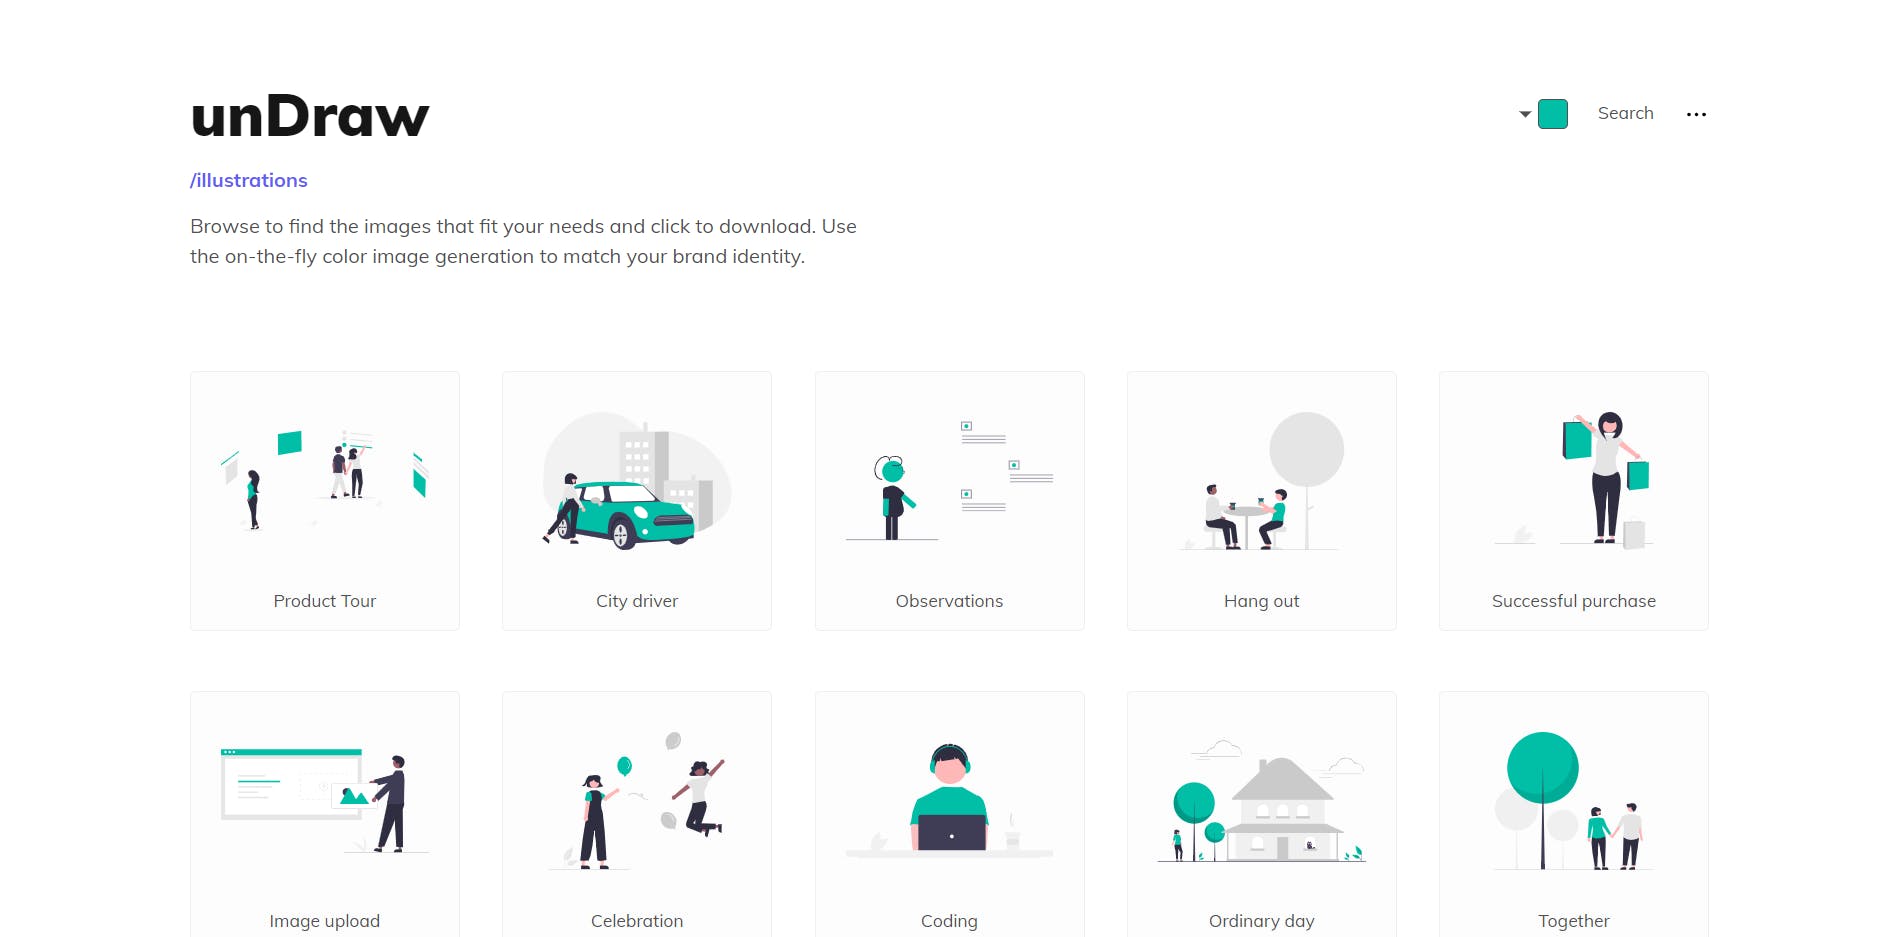 unDraw
Search
/illustrations
Browse to find the images that fit your needs and click to download. Use
the on-the-fly color image generation to match your brand identity.
Product Tour
City driver
Observations
Hang out
Successful purchase
Image upload
Celebration
Coding
Ordinary day
Together